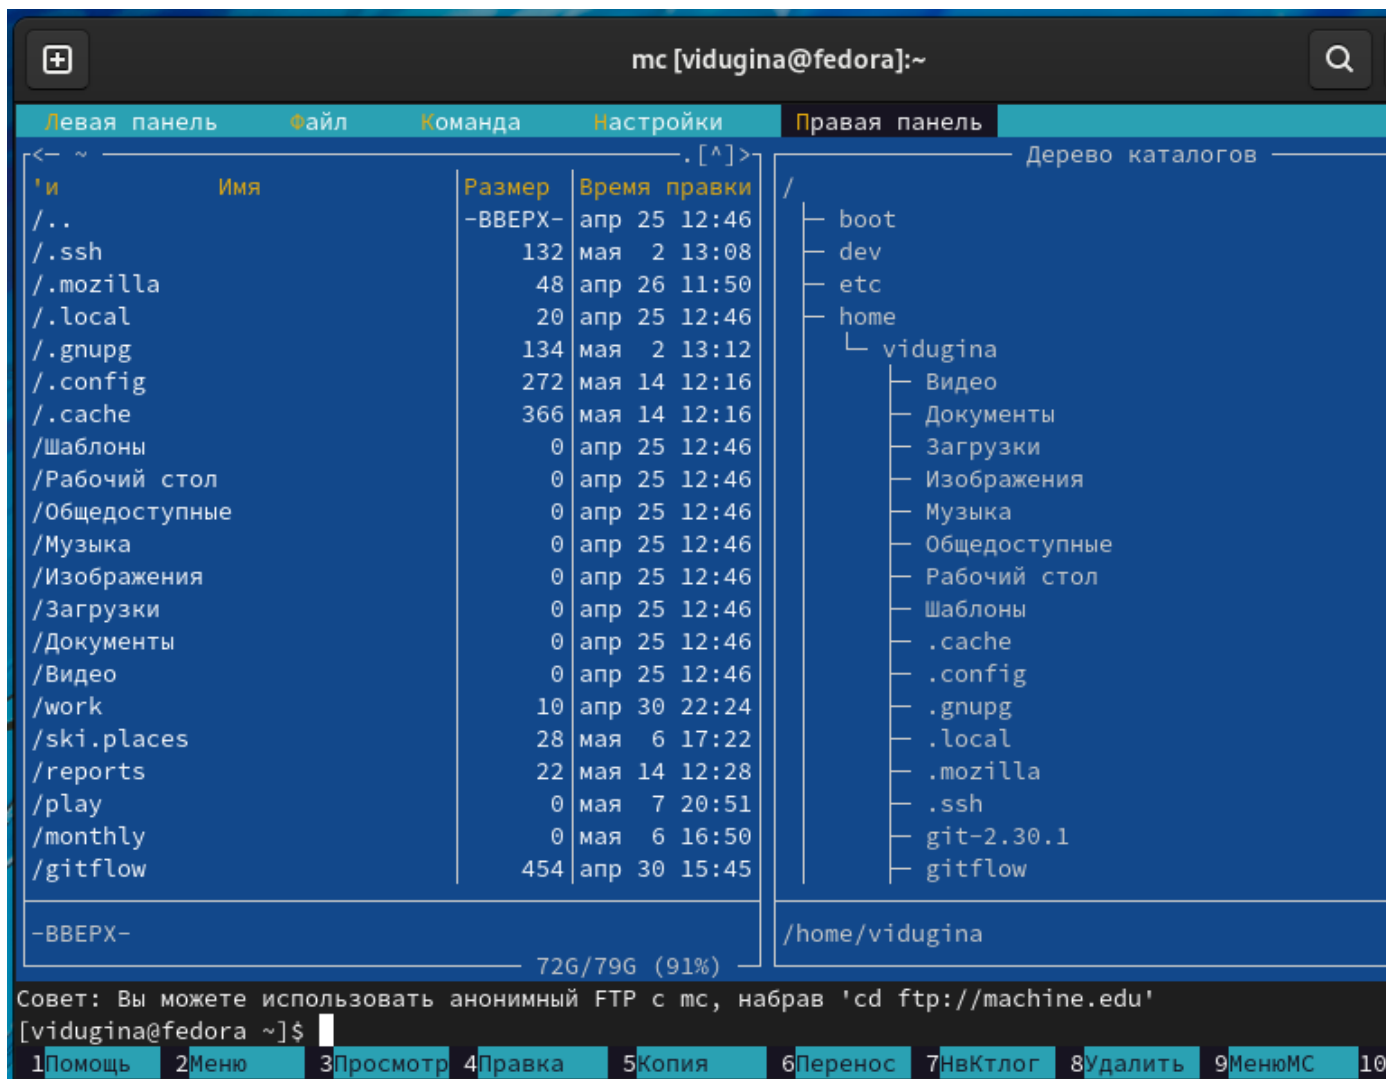 mc [vidugina@fedora]:~
Левая панель Файл Команда Настройки Правая панель
<— ~ .[^]> Дерево каталогов
'и Имя Размер Время правки /
/.. -ВВЕРХ- апр 25 12:46 boot
/.ssh 132 мая 2 13:08 dev
/.mozilla 48 апр 26 11:50 etc
/.local 20 апр 25 12:46 home
/.gnupg 134 мая 2 13:12 vidugina
/.config 272 мая 14 12:16 Видео
/.cache 366 мая 14 12:16 Документы
/Шаблоны 0 апр 25 12:46 Загрузки
/Рабочий стол 0 апр 25 12:46 Изображения
/Общедоступные 0 апр 25 12:46 Музыка
/Музыка 0 апр 25 12:46 Общедоступные
/Изображения 0 апр 25 12:46 Рабочий стол
/Загрузки 0 апр 25 12:46 Шаблоны
/Документы 0 апр 25 12:46 .cache
/Видео 0 апр 25 12:46 .config
/work 10 апр 30 22:24 .gnupg
/ski.places 28 мая 6 17:22 .local
/reports 22 мая 14 12:28 .mozilla
/play 0 мая 7 20:51 .ssh
/monthly 0 мая 6 16:50 git-2.30.1
/gitflow 454 апр 30 15:45 gitflow
-ВВЕРХ- /home/vidugina
72G/79G (91%)
Совет: Вы можете использовать анонимный FTP с mc, набрав 'cd ftp://machine.edu'
[vidugina@fedora ~]$
1Помощь 2Меню 3Просмотр 4Правка 5Копия 6Перенос 7НвКтлог 8Удалить 9МенюMC 10